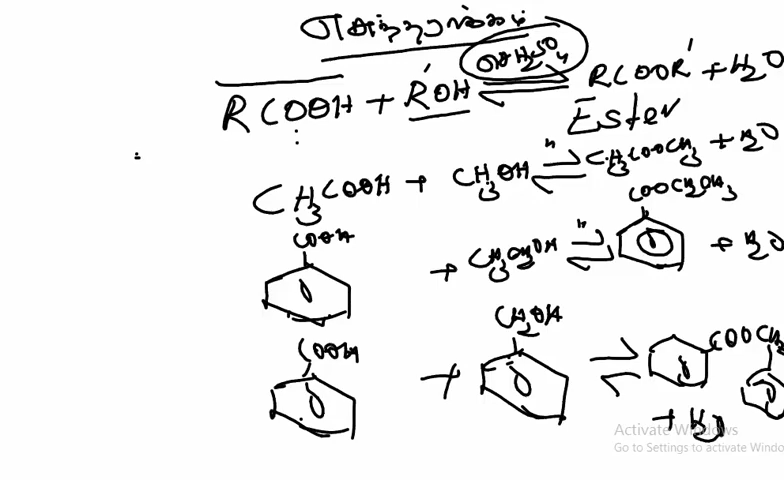 RCOOH + R'OH ⇌ RCOOR' + H2O
Ester
CH3COOH + CH3OH ⇌ CH3COOCH3 + H2O
COOH + CH3CH2OH ⇌ COOCH2CH3 + H2O
COOH + CH2OH ⇌ COOCH2
+ H2O
Activate Windows
Go to Settings to activate Windo